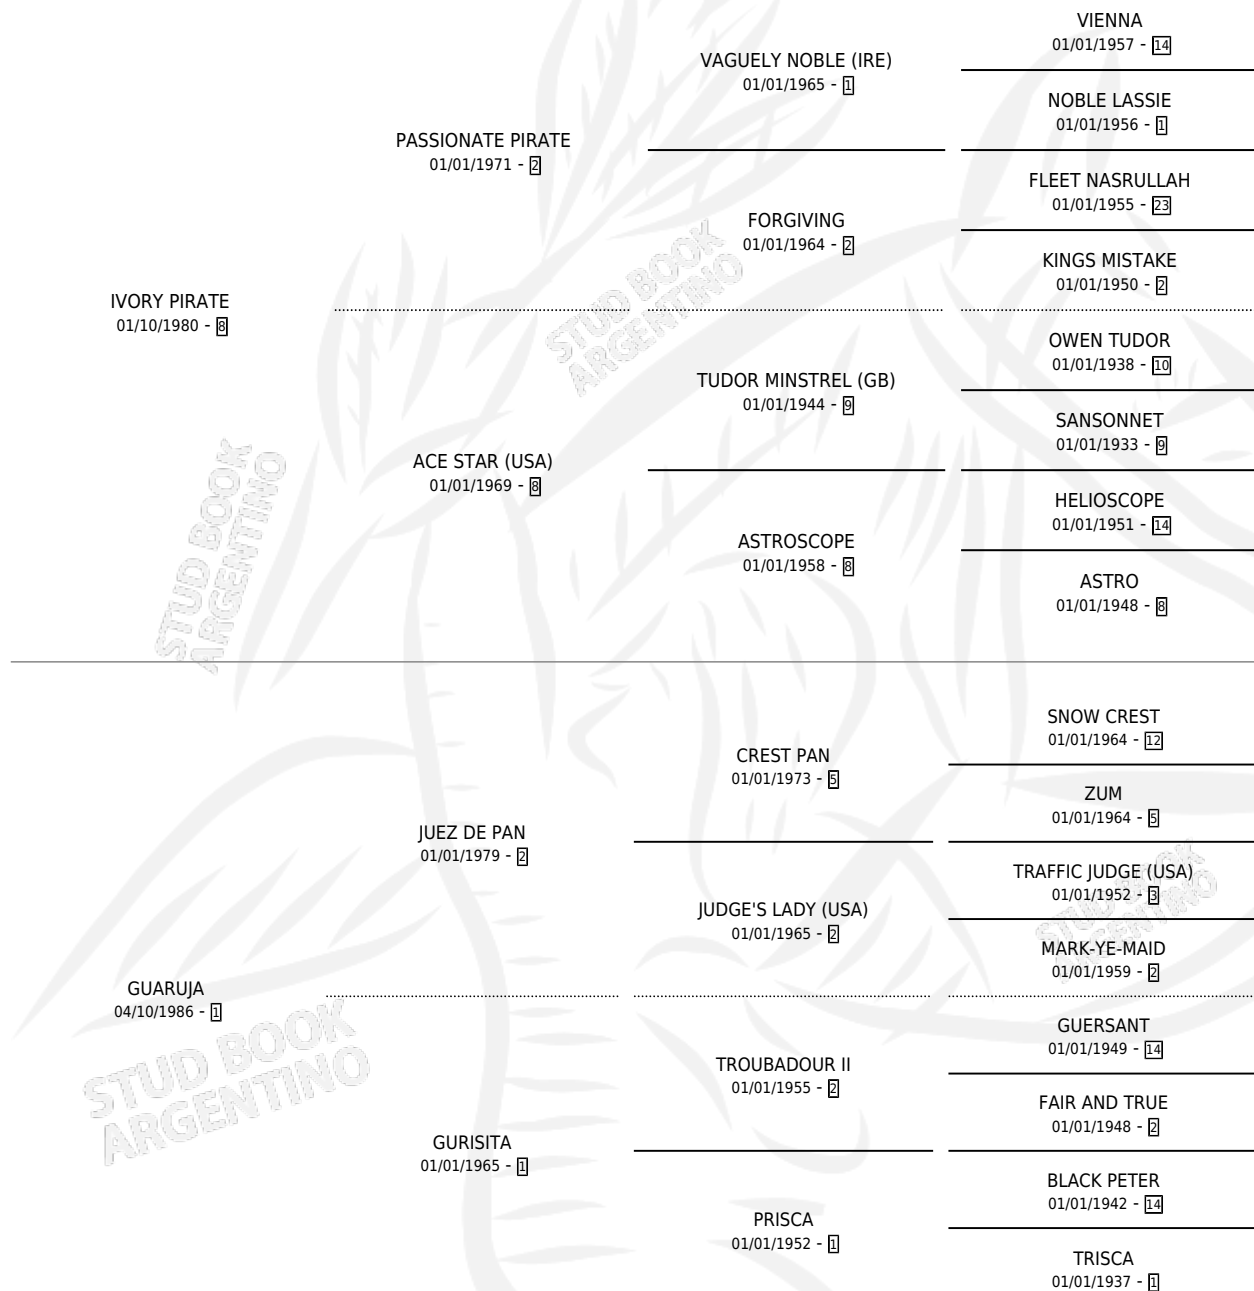 VIENNA
01/01/1957 - 14
VAGUELY NOBLE (IRE)
01/01/1965 - 1
NOBLE LASSIE
01/01/1956 - 1
PASSIONATE PIRATE
01/01/1971 - 2
FLEET NASRULLAH
01/01/1955 - 23
FORGIVING
01/01/1964 - 2
KINGS MISTAKE
01/01/1950 - 2
IVORY PIRATE
01/10/1980 - 8
OWEN TUDOR
01/01/1938 - 10
TUDOR MINSTREL (GB)
01/01/1944 - 9
SANSONNET
01/01/1933 - 9
ACE STAR (USA)
01/01/1969 - 8
HELIOSCOPE
01/01/1951 - 14
ASTROSCOPE
01/01/1958 - 8
ASTRO
01/01/1948 - 8
STUD BOOK
ARGENTINO
STUD BOOK
ARGENTINO
SNOW CREST
01/01/1964 - 12
CREST PAN
01/01/1973 - 5
ZUM
01/01/1964 - 5
JUEZ DE PAN
01/01/1979 - 2
TRAFFIC JUDGE (USA)
01/01/1952 - 3
JUDGE'S LADY (USA)
01/01/1965 - 2
MARK-YE-MAID
01/01/1959 - 2
GUARUJA
04/10/1986 - 1
GUERSANT
01/01/1949 - 14
TROUBADOUR II
01/01/1955 - 2
FAIR AND TRUE
01/01/1948 - 2
GURISITA
01/01/1965 - 1
BLACK PETER
01/01/1942 - 14
PRISCA
01/01/1952 - 1
TRISCA
01/01/1937 - 1
STUD BOOK
ARGENTINO
STUD BOOK
ARGENTINO